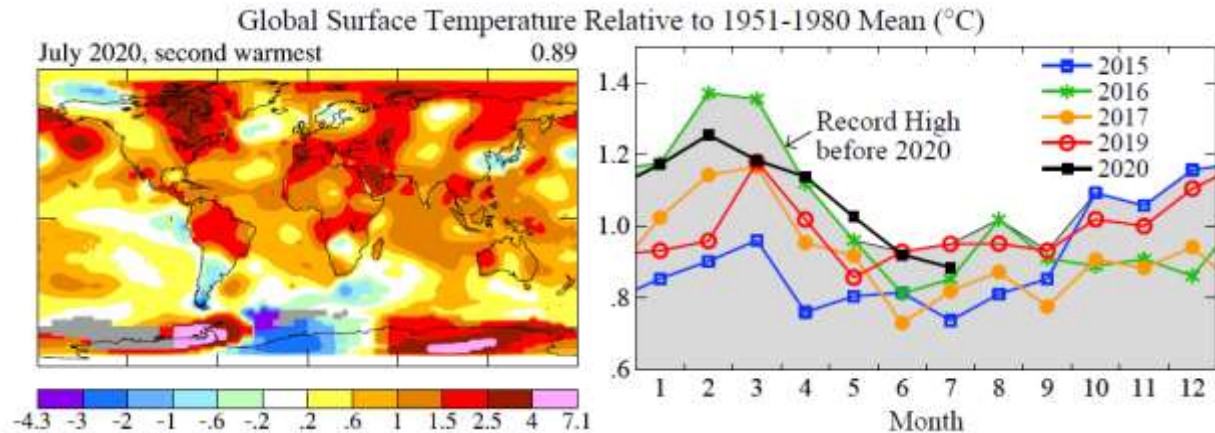 Global Surface Temperature Relative to 1951-1980 Mean (°C)
July 2020, second warmest 0.89
-4.3 -3 -2 -1 -.6 -.2 .2 .6 1 1.5 2.5 4 7.1
1.4
1.2
1.0
.8
.6
Record High
before 2020
2015
2016
2017
2019
2020
1 2 3 4 5 6 7 8 9 10 11 12
Month